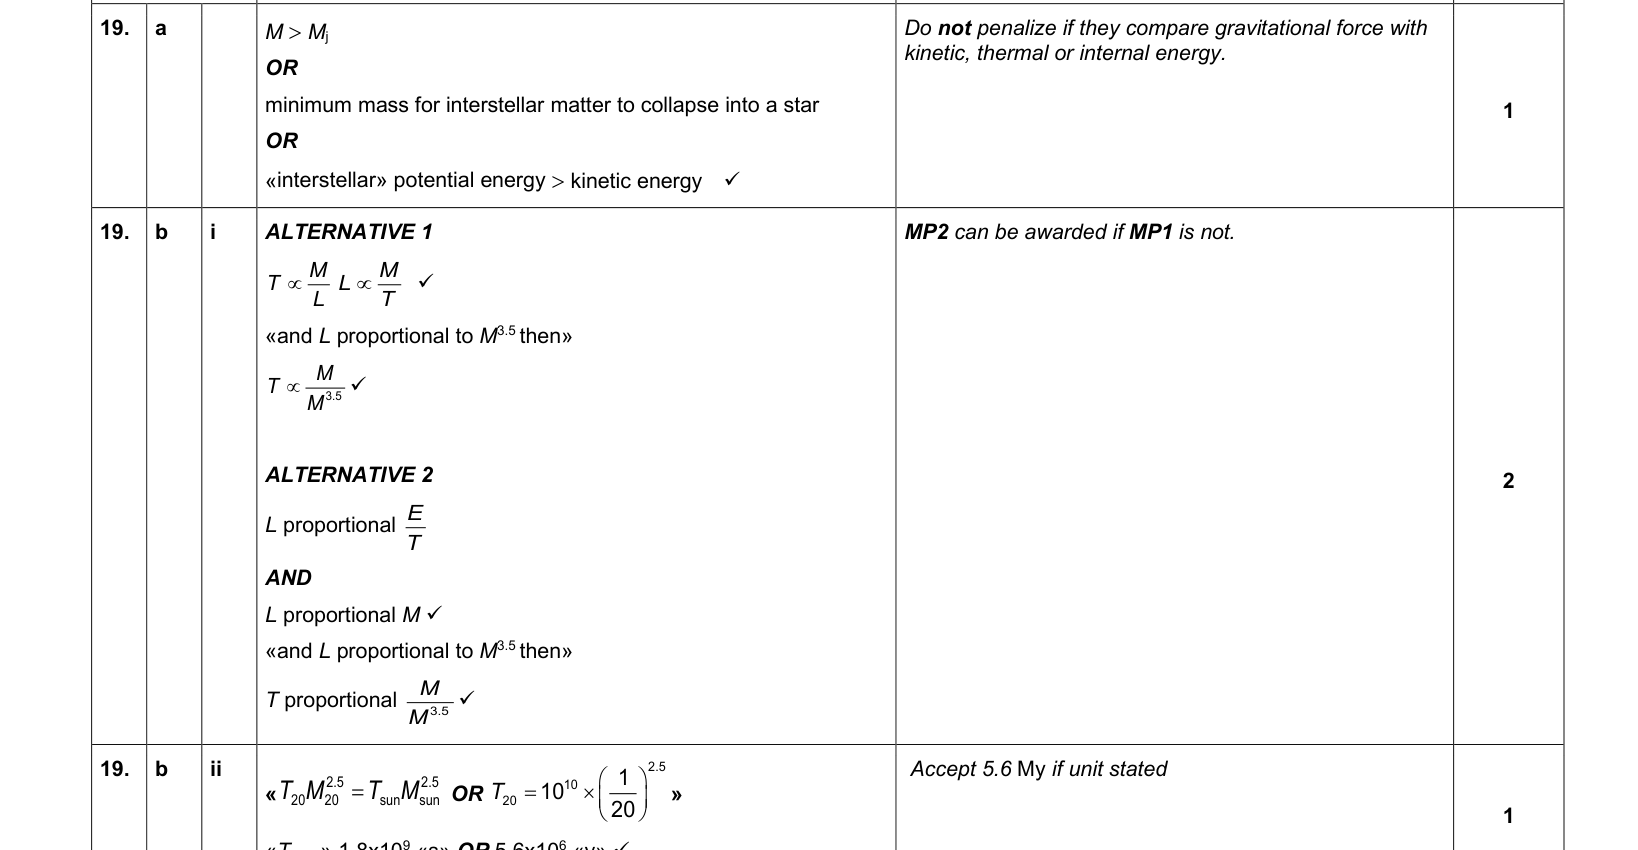 19. a M > Mj Do not penalize if they compare gravitational force with
kinetic, thermal or internal energy.
OR
minimum mass for interstellar matter to collapse into a star
1
OR
«interstellar» potential energy > kinetic energy ✓
19. b i ALTERNATIVE 1 MP2 can be awarded if MP1 is not.
T ∝ M/L L ∝ M/T ✓
«and L proportional to M^3.5 then»
T ∝ M/M^3.5 ✓
ALTERNATIVE 2
2
L proportional E/T
AND
L proportional M ✓
«and L proportional to M^3.5 then»
T proportional M/M^3.5 ✓
19. b ii «T20M20^2.5 = TsunMsun^2.5 OR T20 = 10^10 × (1/20)^2.5 » Accept 5.6 My if unit stated
1